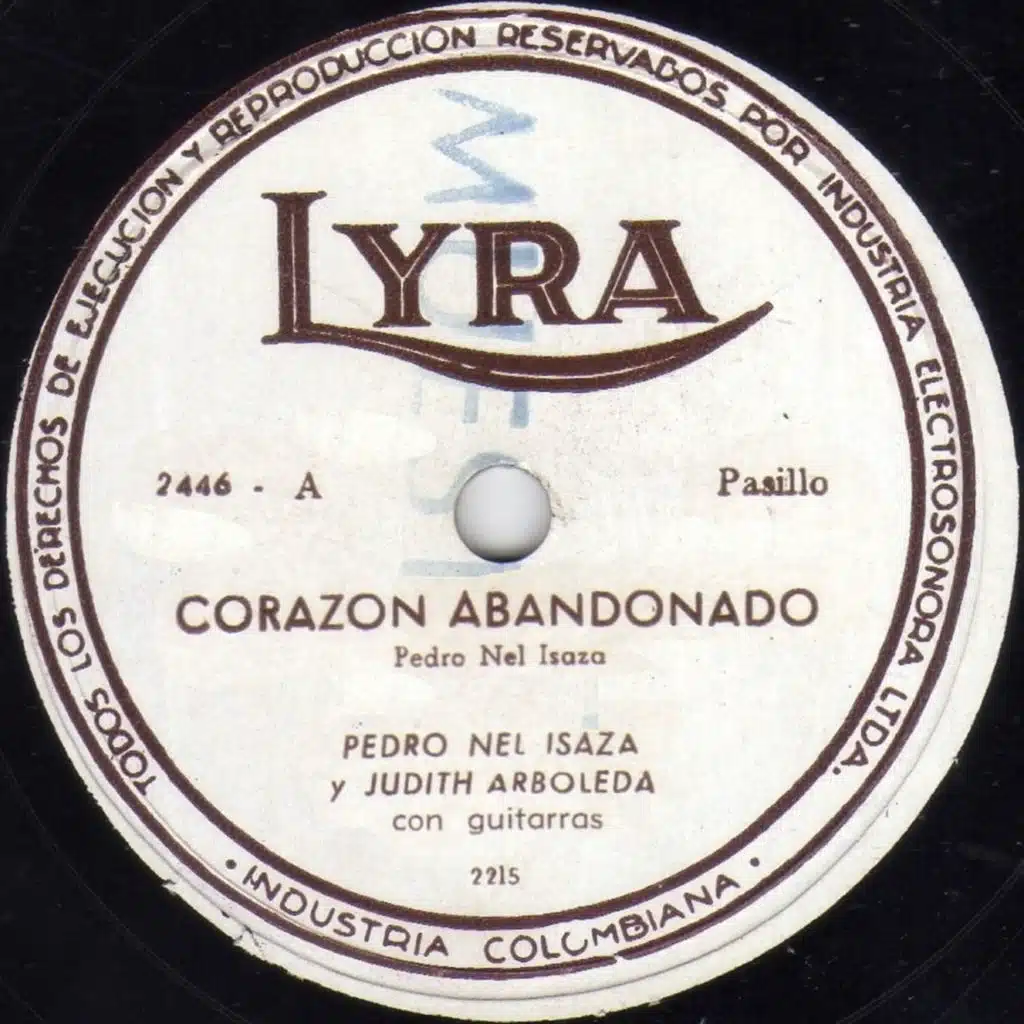 TODOS LOS DERECHOS DE EJECUCION Y REPRODUCCION RESERVADOS POR INDUSTRIA ELECTROSONORA LTDA.
LYRA
2446 - A
Pasillo
CORAZON ABANDONADO
Pedro Nel Isaza
PEDRO NEL ISAZA
y JUDITH ARBOLEDA
con guitarras
2215
· INDUSTRIA COLOMBIANA ·